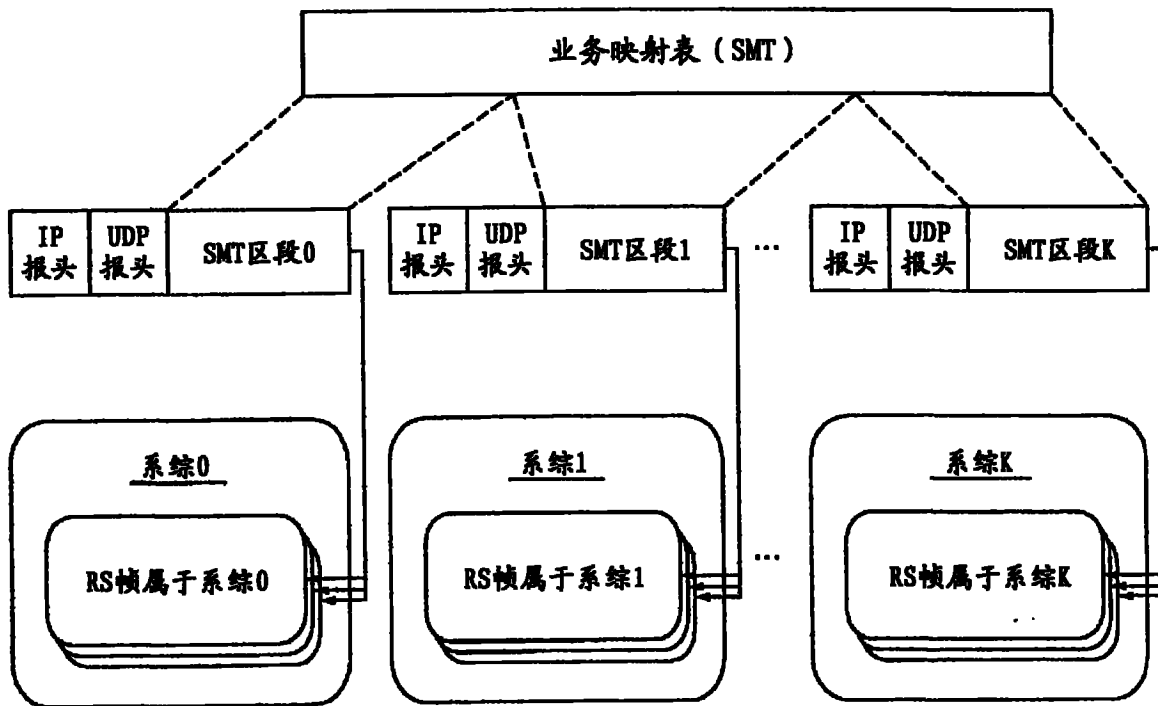 业务映射表（SMT）
IP
报头
UDP
报头
SMT区段0
IP
报头
UDP
报头
SMT区段1
...
IP
报头
UDP
报头
SMT区段K
系综0
系综1
系综K
RS帧属于系综0
RS帧属于系综1
...
RS帧属于系综K